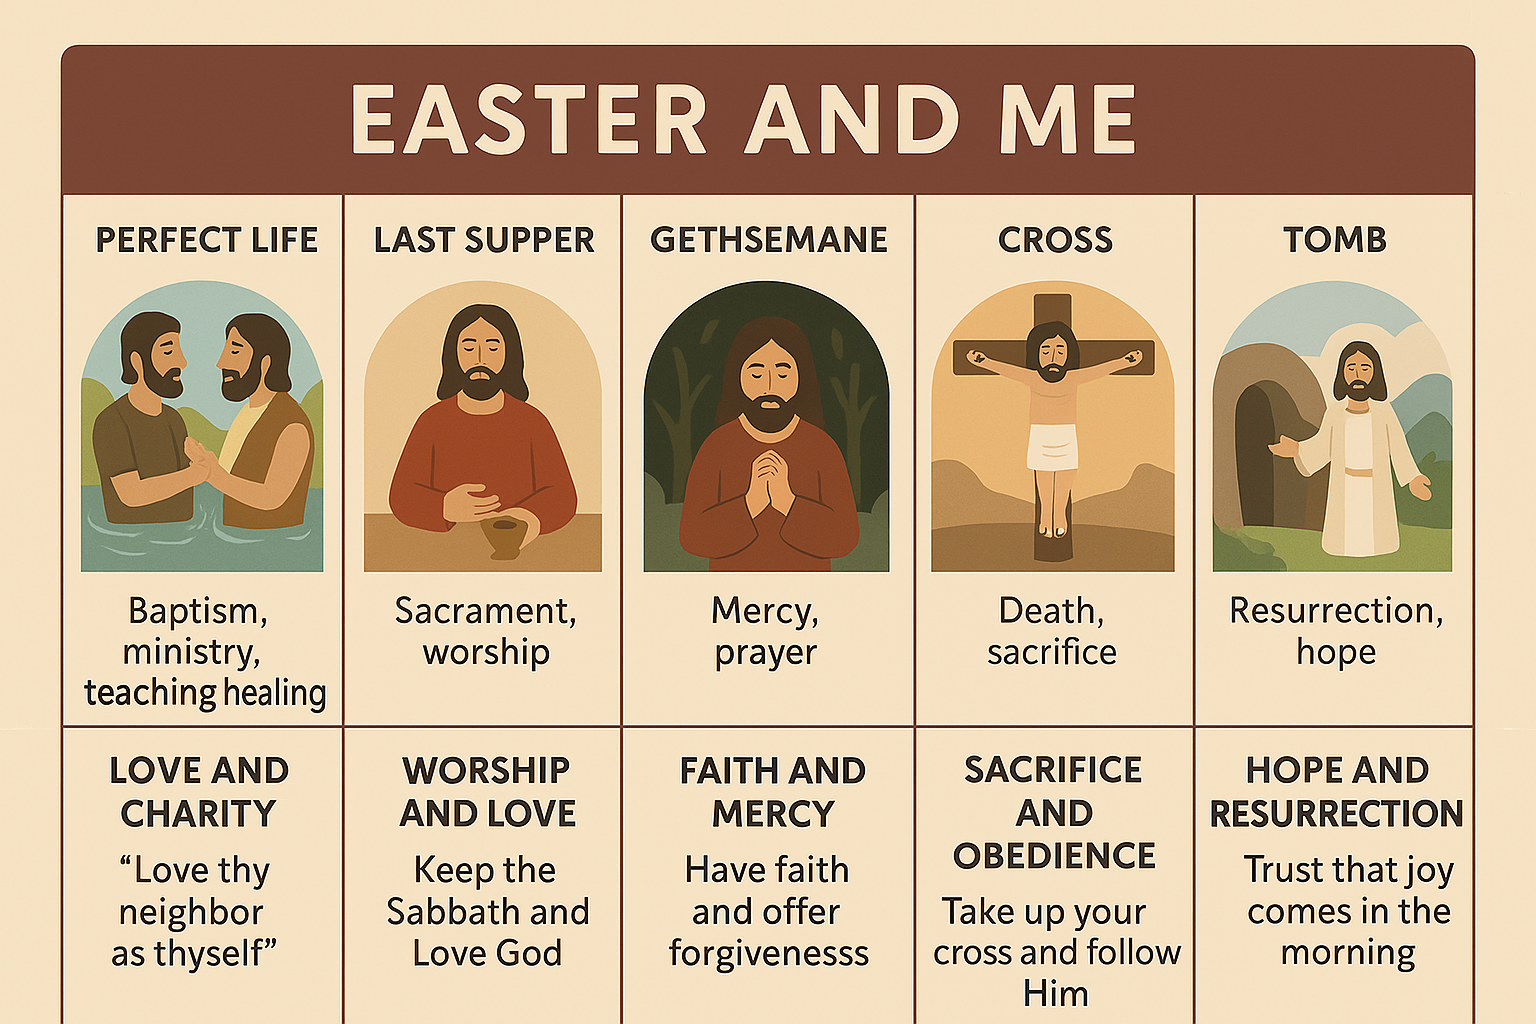 EASTER AND ME
PERFECT LIFE
Baptism,
ministry,
teaching healing
LAST SUPPER
Sacrament,
worship
GETHSEMANE
Mercy,
prayer
CROSS
Death,
sacrifice
TOMB
Resurrection,
hope
LOVE AND
CHARITY
“Love thy
neighbor
as thyself”
WORSHIP
AND LOVE
Keep the
Sabbath and
Love God
FAITH AND
MERCY
Have faith
and offer
forgivenesss
SACRIFICE
AND
OBEDIENCE
Take up your
cross and follow
Him
HOPE AND
RESURRECTION
Trust that joy
comes in the
morning